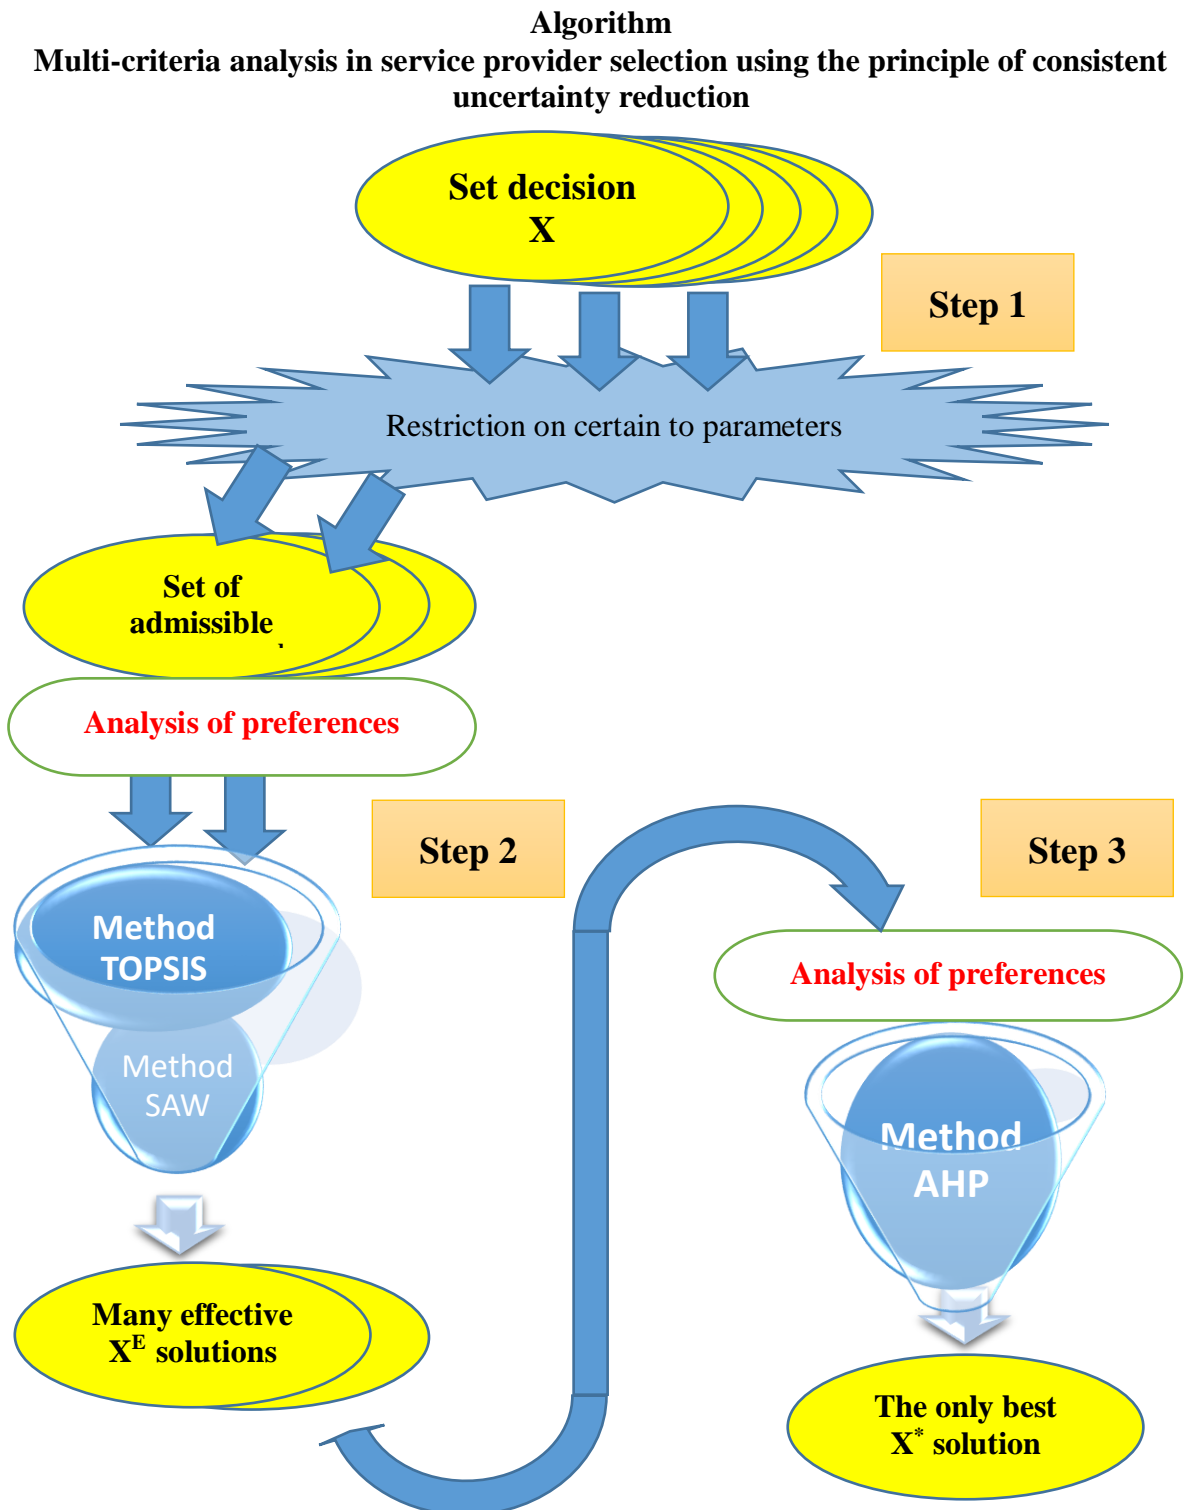 Algorithm
Multi-criteria analysis in service provider selection using the principle of consistent
uncertainty reduction
Set decision
X
Step 1
Restriction on certain to parameters
Set of
admissible
Analysis of preferences
Step 2
Step 3
Method
TOPSIS
Analysis of preferences
Method
SAW
Method
AHP
Many effective
X^E solutions
The only best
X^* solution